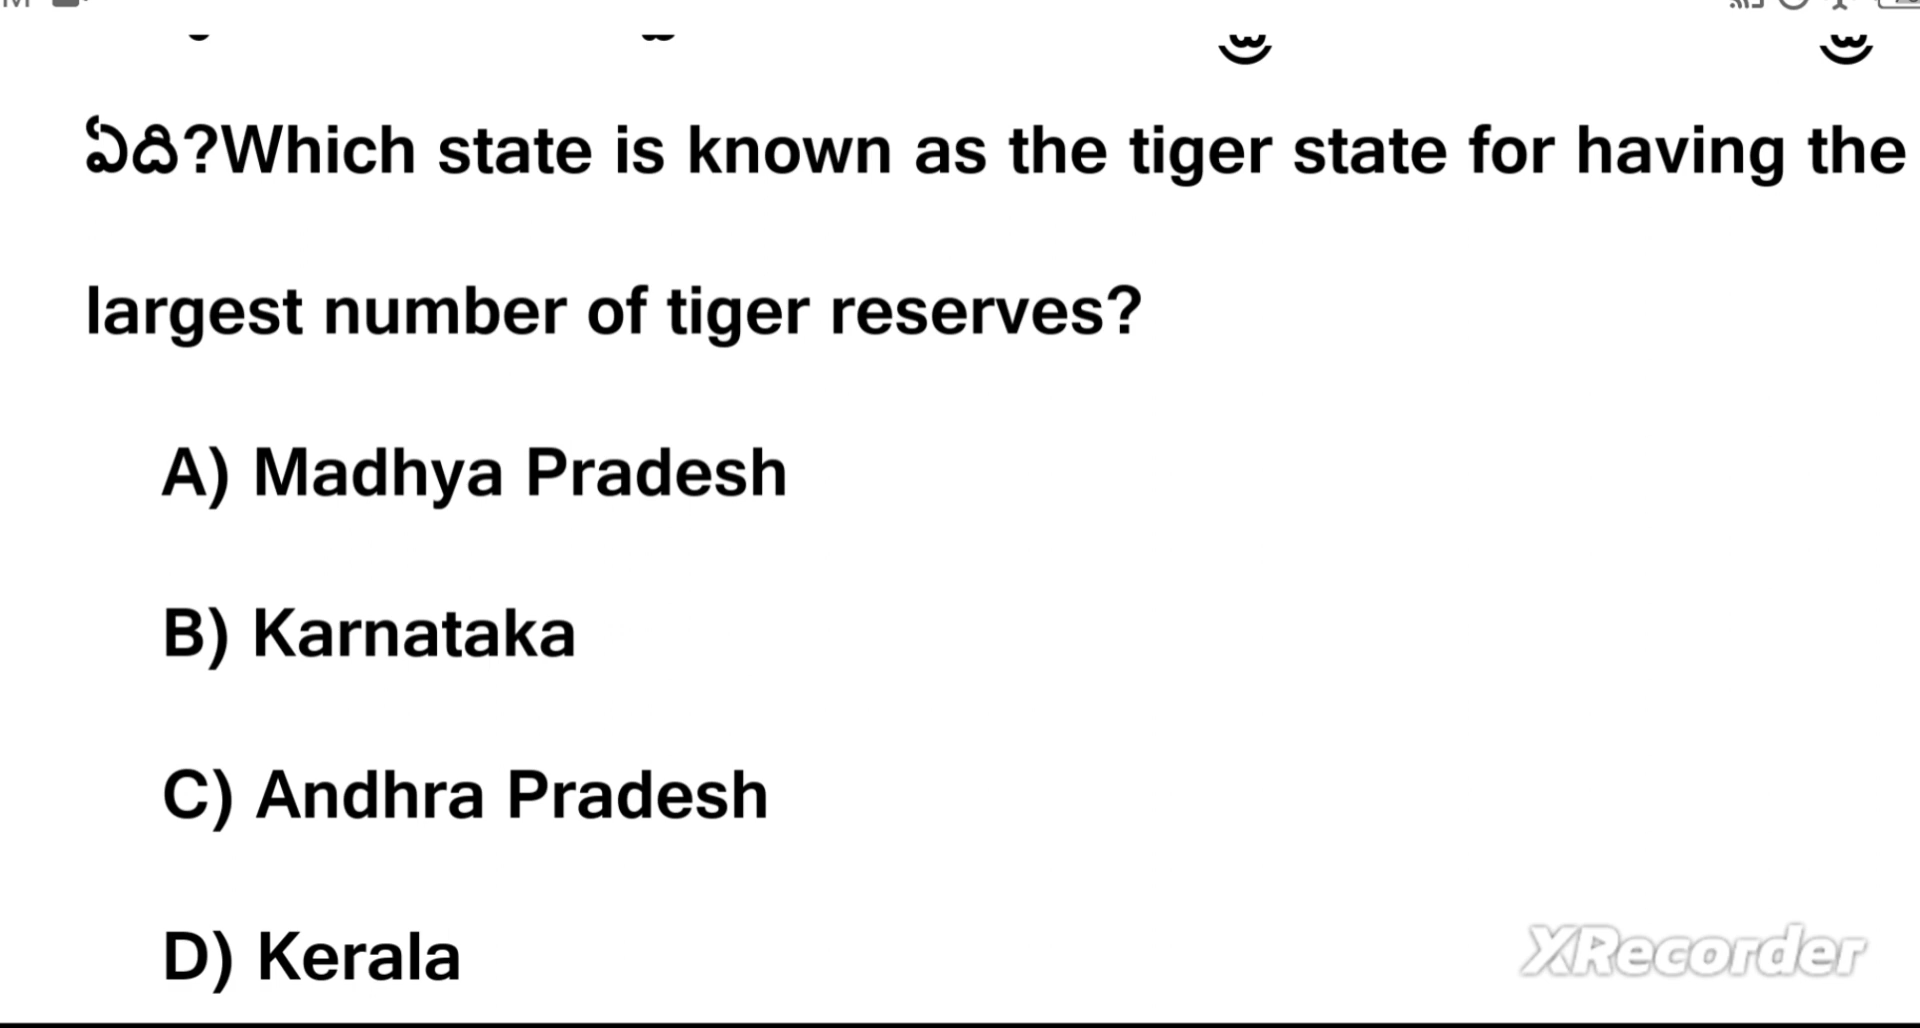 ఏది?Which state is known as the tiger state for having the
largest number of tiger reserves?
A) Madhya Pradesh
B) Karnataka
C) Andhra Pradesh
D) Kerala
XRecorder